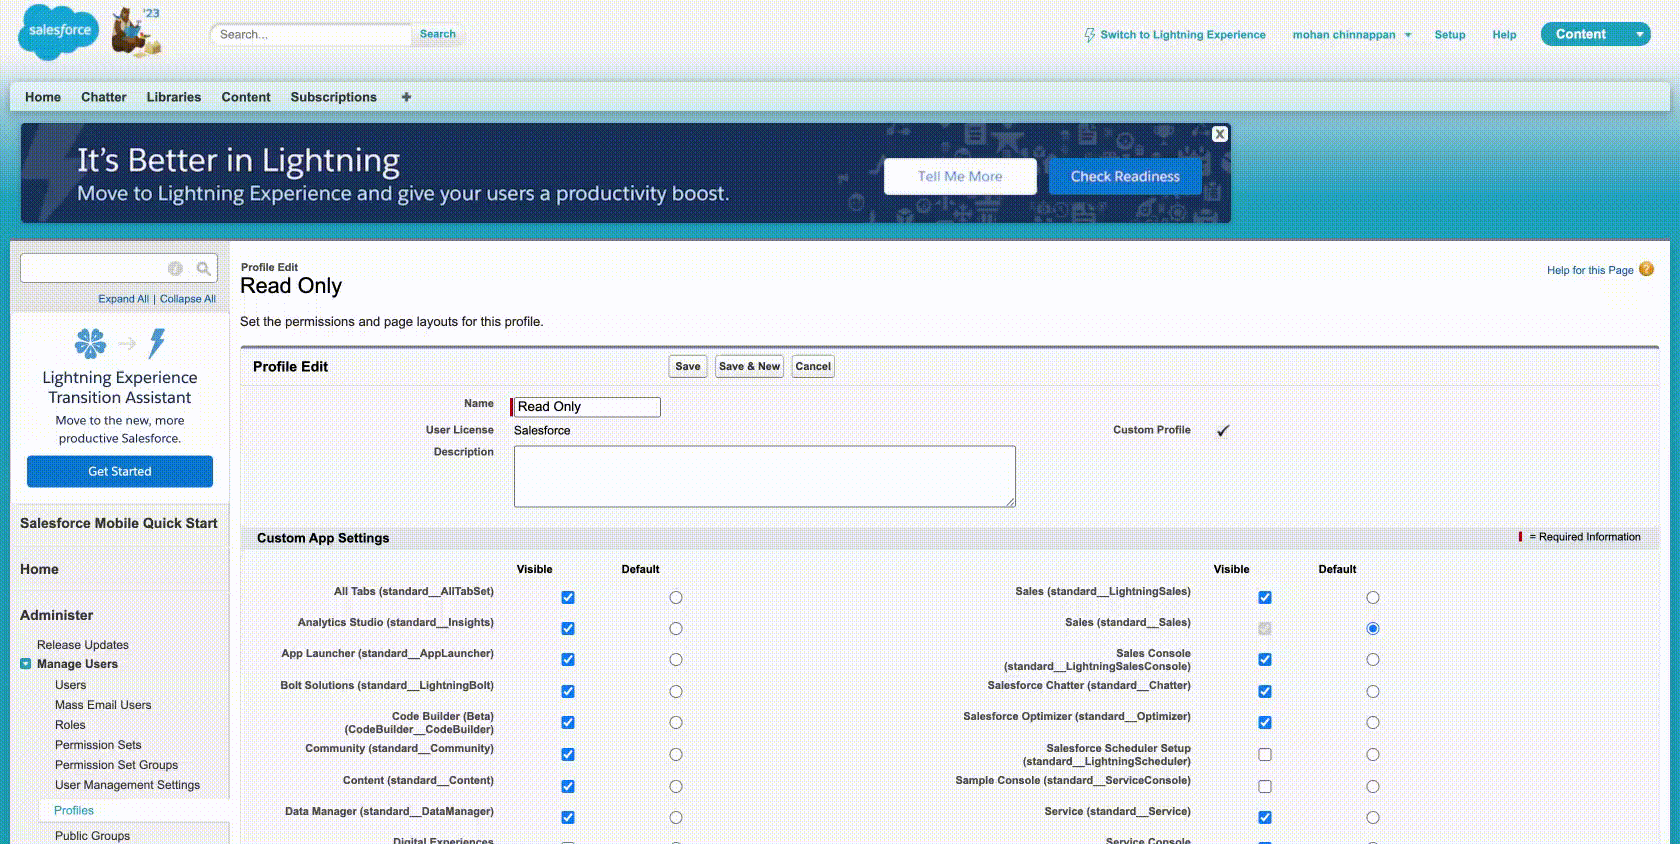 salesforce
'23
Search...
Search
Switch to Lightning Experience
mohan chinnappan
Setup
Help
Content
Home
Chatter
Libraries
Content
Subscriptions
+
It's Better in Lightning
Move to Lightning Experience and give your users a productivity boost.
Tell Me More
Check Readiness
X
Expand All | Collapse All
Lightning Experience
Transition Assistant
Move to the new, more
productive Salesforce.
Get Started
Salesforce Mobile Quick Start
Home
Administer
Release Updates
Manage Users
Users
Mass Email Users
Roles
Permission Sets
Permission Set Groups
User Management Settings
Profiles
Public Groups
Profile Edit
Read Only
Help for this Page
Set the permissions and page layouts for this profile.
Profile Edit
Save
Save & New
Cancel
Name
Read Only
User License
Salesforce
Custom Profile
Description
Custom App Settings
= Required Information
Visible
Default
Visible
Default
All Tabs (standard__AllTabSet)
Sales (standard__LightningSales)
Analytics Studio (standard__Insights)
Sales (standard__Sales)
App Launcher (standard__AppLauncher)
Sales Console
(standard__LightningSalesConsole)
Bolt Solutions (standard__LightningBolt)
Salesforce Chatter (standard__Chatter)
Code Builder (Beta)
(CodeBuilder__CodeBuilder)
Salesforce Optimizer (standard__Optimizer)
Community (standard__Community)
Salesforce Scheduler Setup
(standard__LightningScheduler)
Content (standard__Content)
Sample Console (standard__ServiceConsole)
Data Manager (standard__DataManager)
Service (standard__Service)
Digital Experiences
Service Console